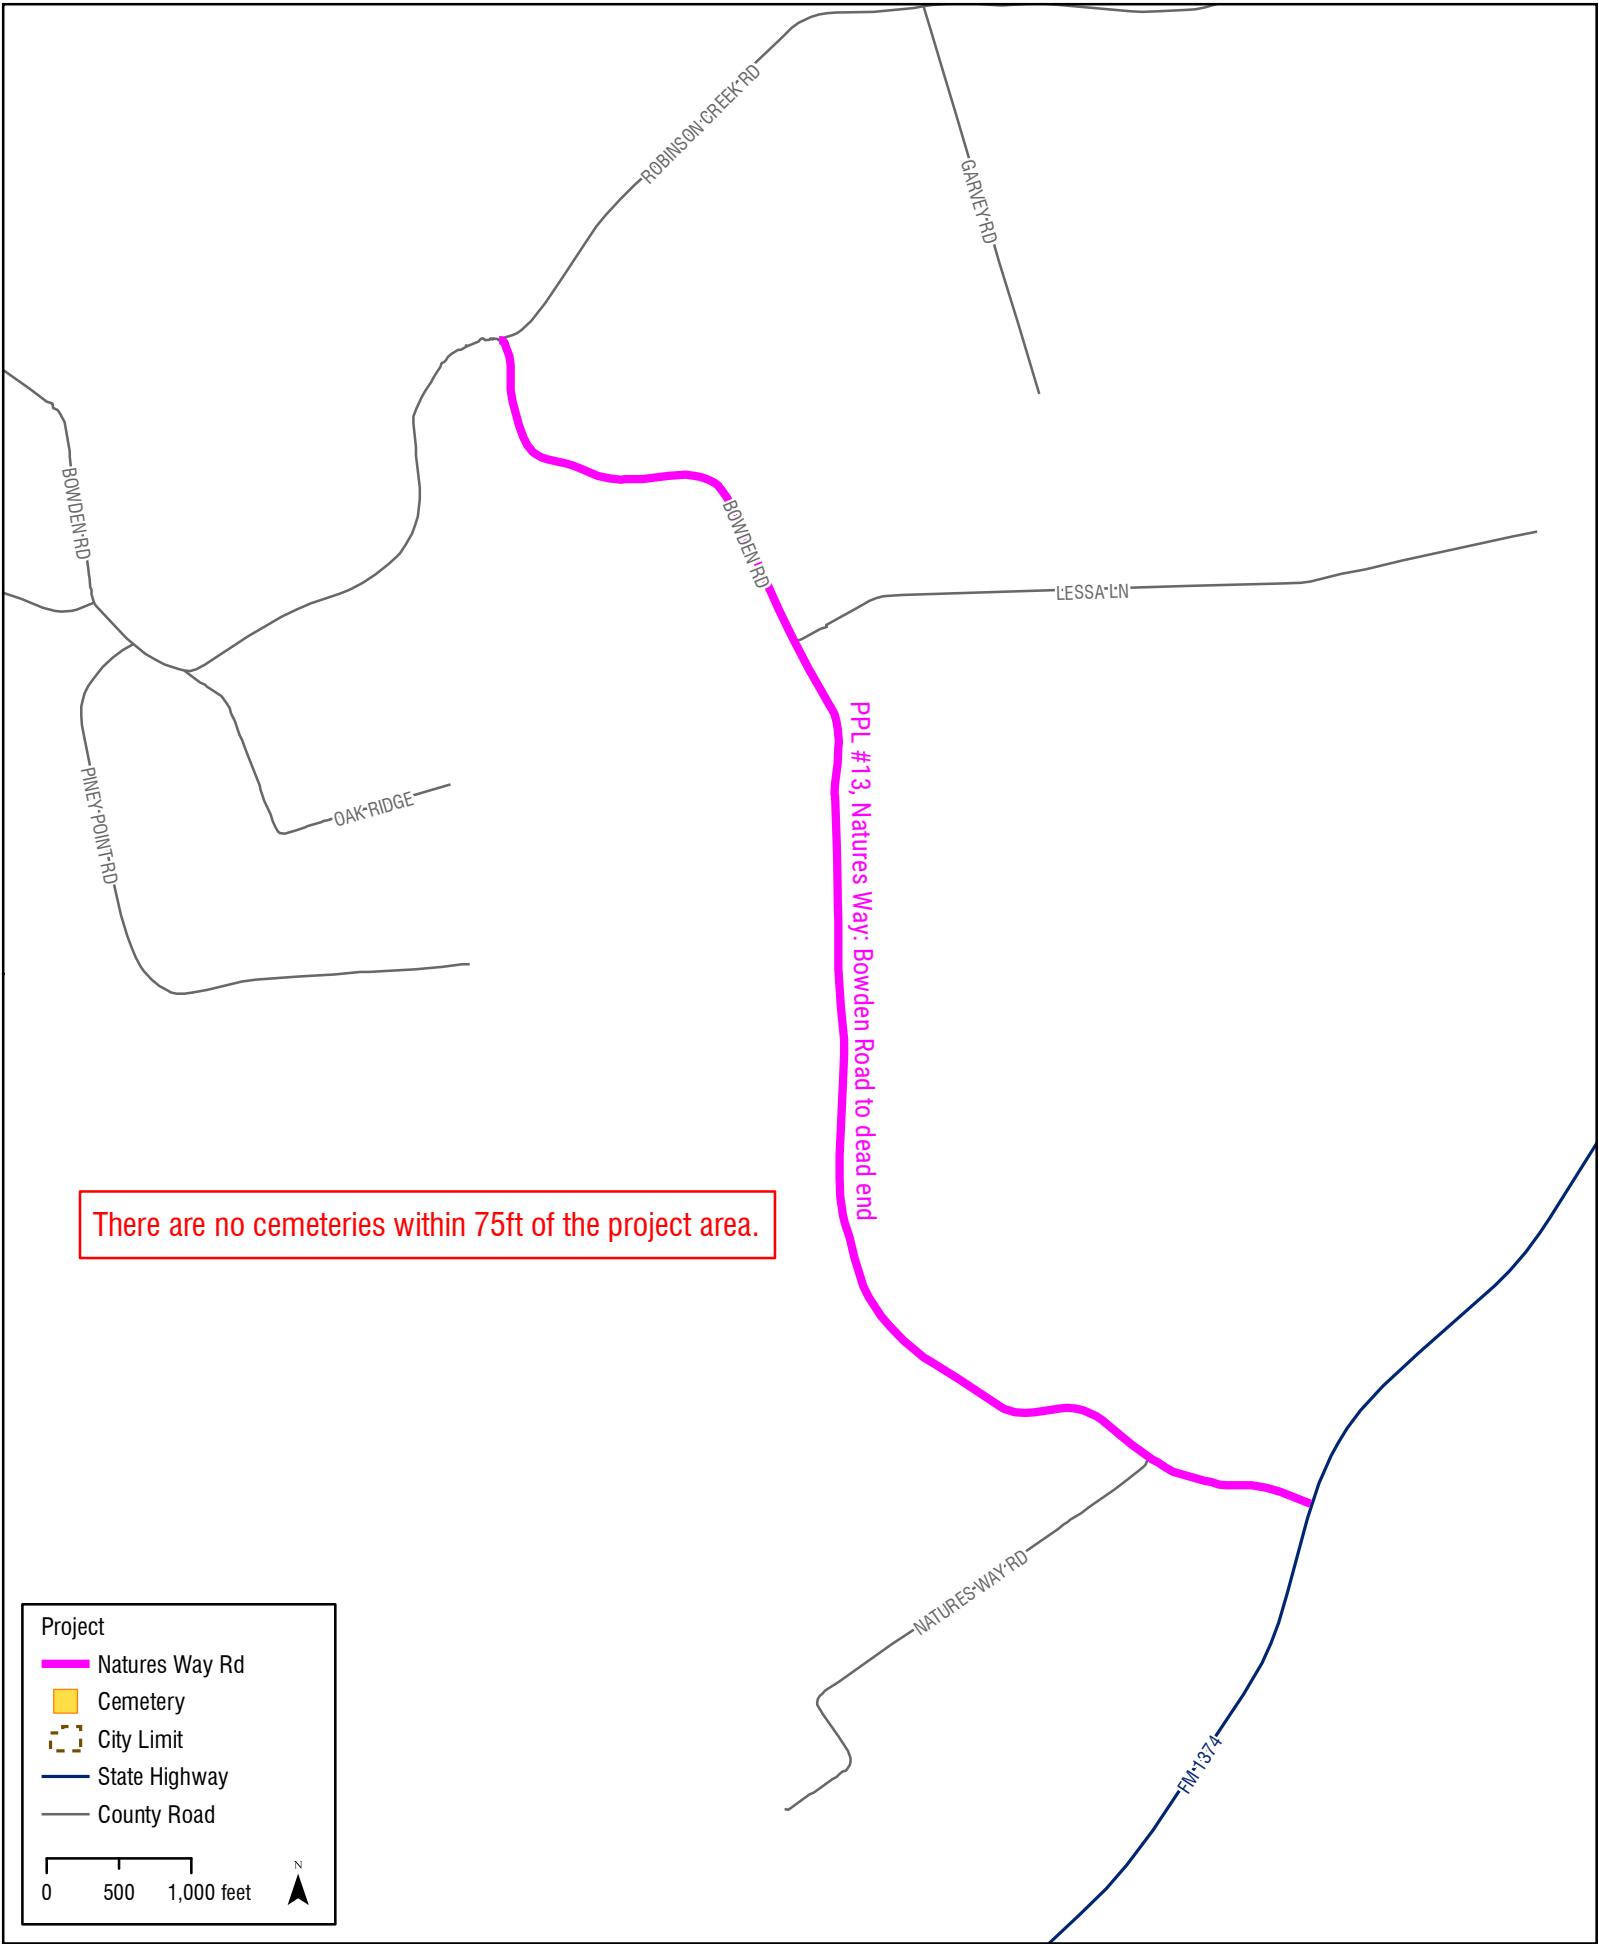 ROBINSON CREEK RD
GARVEY RD
BOWDEN RD
BOWDEN RD
LESSA LN
PINEY POINT RD
OAK RIDGE
PPL #13, Natures Way: Bowden Road to dead end
There are no cemeteries within 75ft of the project area.
NATURES WAY RD
FM 1374
Project
Natures Way Rd
Cemetery
City Limit
State Highway
County Road
N
0 500 1,000 feet